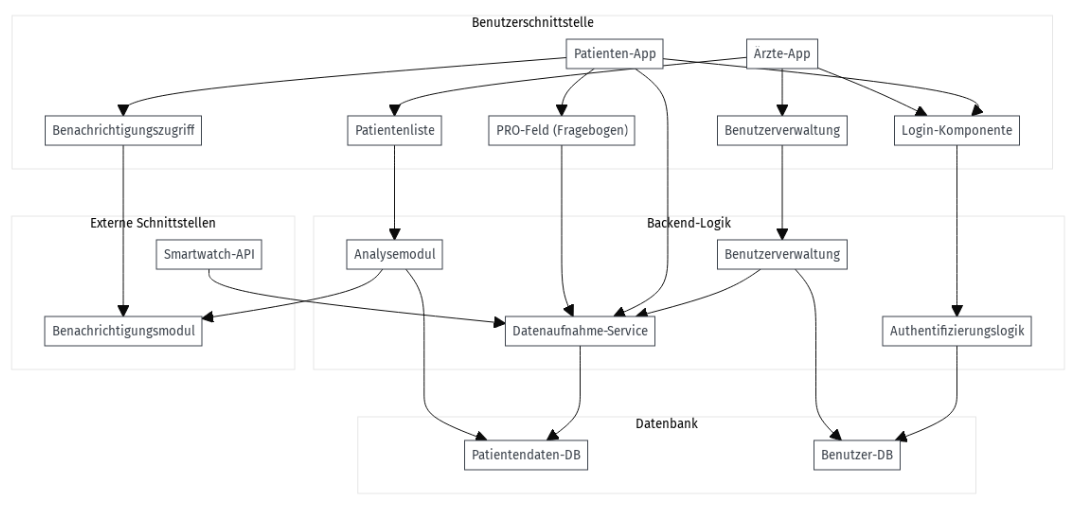 Benutzerschnittstelle
Patienten-App
Ärzte-App
Benachrichtigungszugriff
Patientenliste
PRO-Feld (Fragebogen)
Benutzerverwaltung
Login-Komponente
Externe Schnittstellen
Backend-Logik
Smartwatch-API
Analysemodul
Benutzerverwaltung
Benachrichtigungsmodul
Datenaufnahme-Service
Authentifizierungslogik
Datenbank
Patientendaten-DB
Benutzer-DB